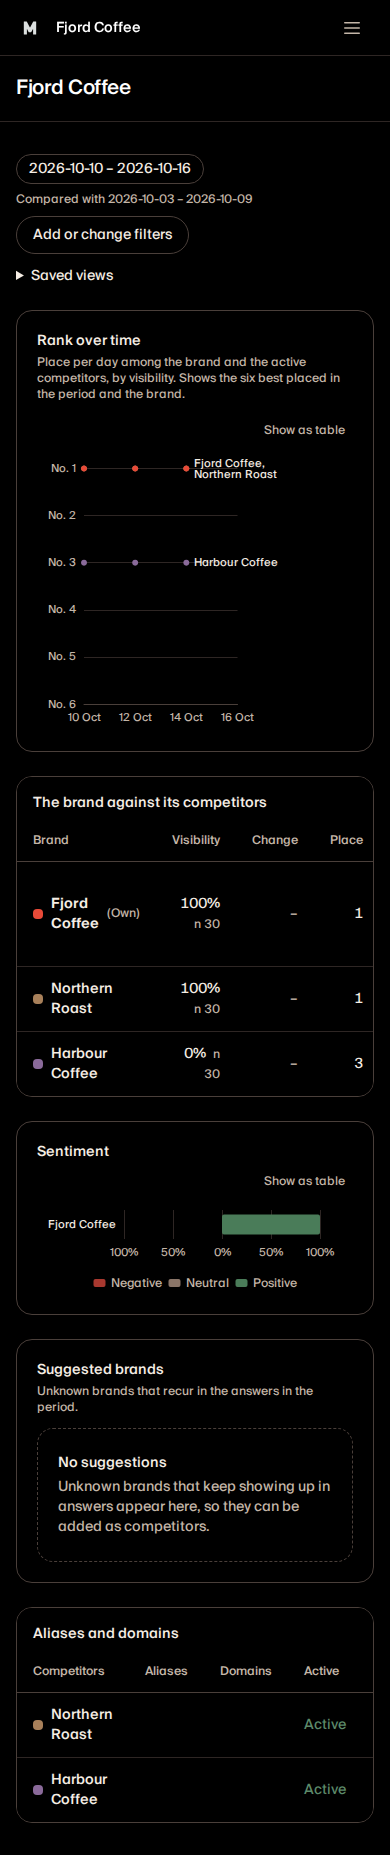 M Fjord Coffee
Fjord Coffee
2026-10-10 – 2026-10-16
Compared with 2026-10-03 – 2026-10-09
Add or change filters
Saved views
Rank over time
Place per day among the brand and the active
competitors, by visibility. Shows the six best placed in
the period and the brand.
Show as table
No. 1
Fjord Coffee,
Northern Roast
No. 2
No. 3
Harbour Coffee
No. 4
No. 5
No. 6
10 Oct 12 Oct 14 Oct 16 Oct
The brand against its competitors
Brand Visibility Change Place
Fjord
Coffee (Own) 100%
n 30 – 1
Northern
Roast 100%
n 30 – 1
Harbour
Coffee 0% n
30 – 3
Sentiment
Show as table
Fjord Coffee
100% 50% 0% 50% 100%
Negative Neutral Positive
Suggested brands
Unknown brands that recur in the answers in the
period.
No suggestions
Unknown brands that keep showing up in
answers appear here, so they can be
added as competitors.
Aliases and domains
Competitors Aliases Domains Active
Northern
Roast Active
Harbour
Coffee Active